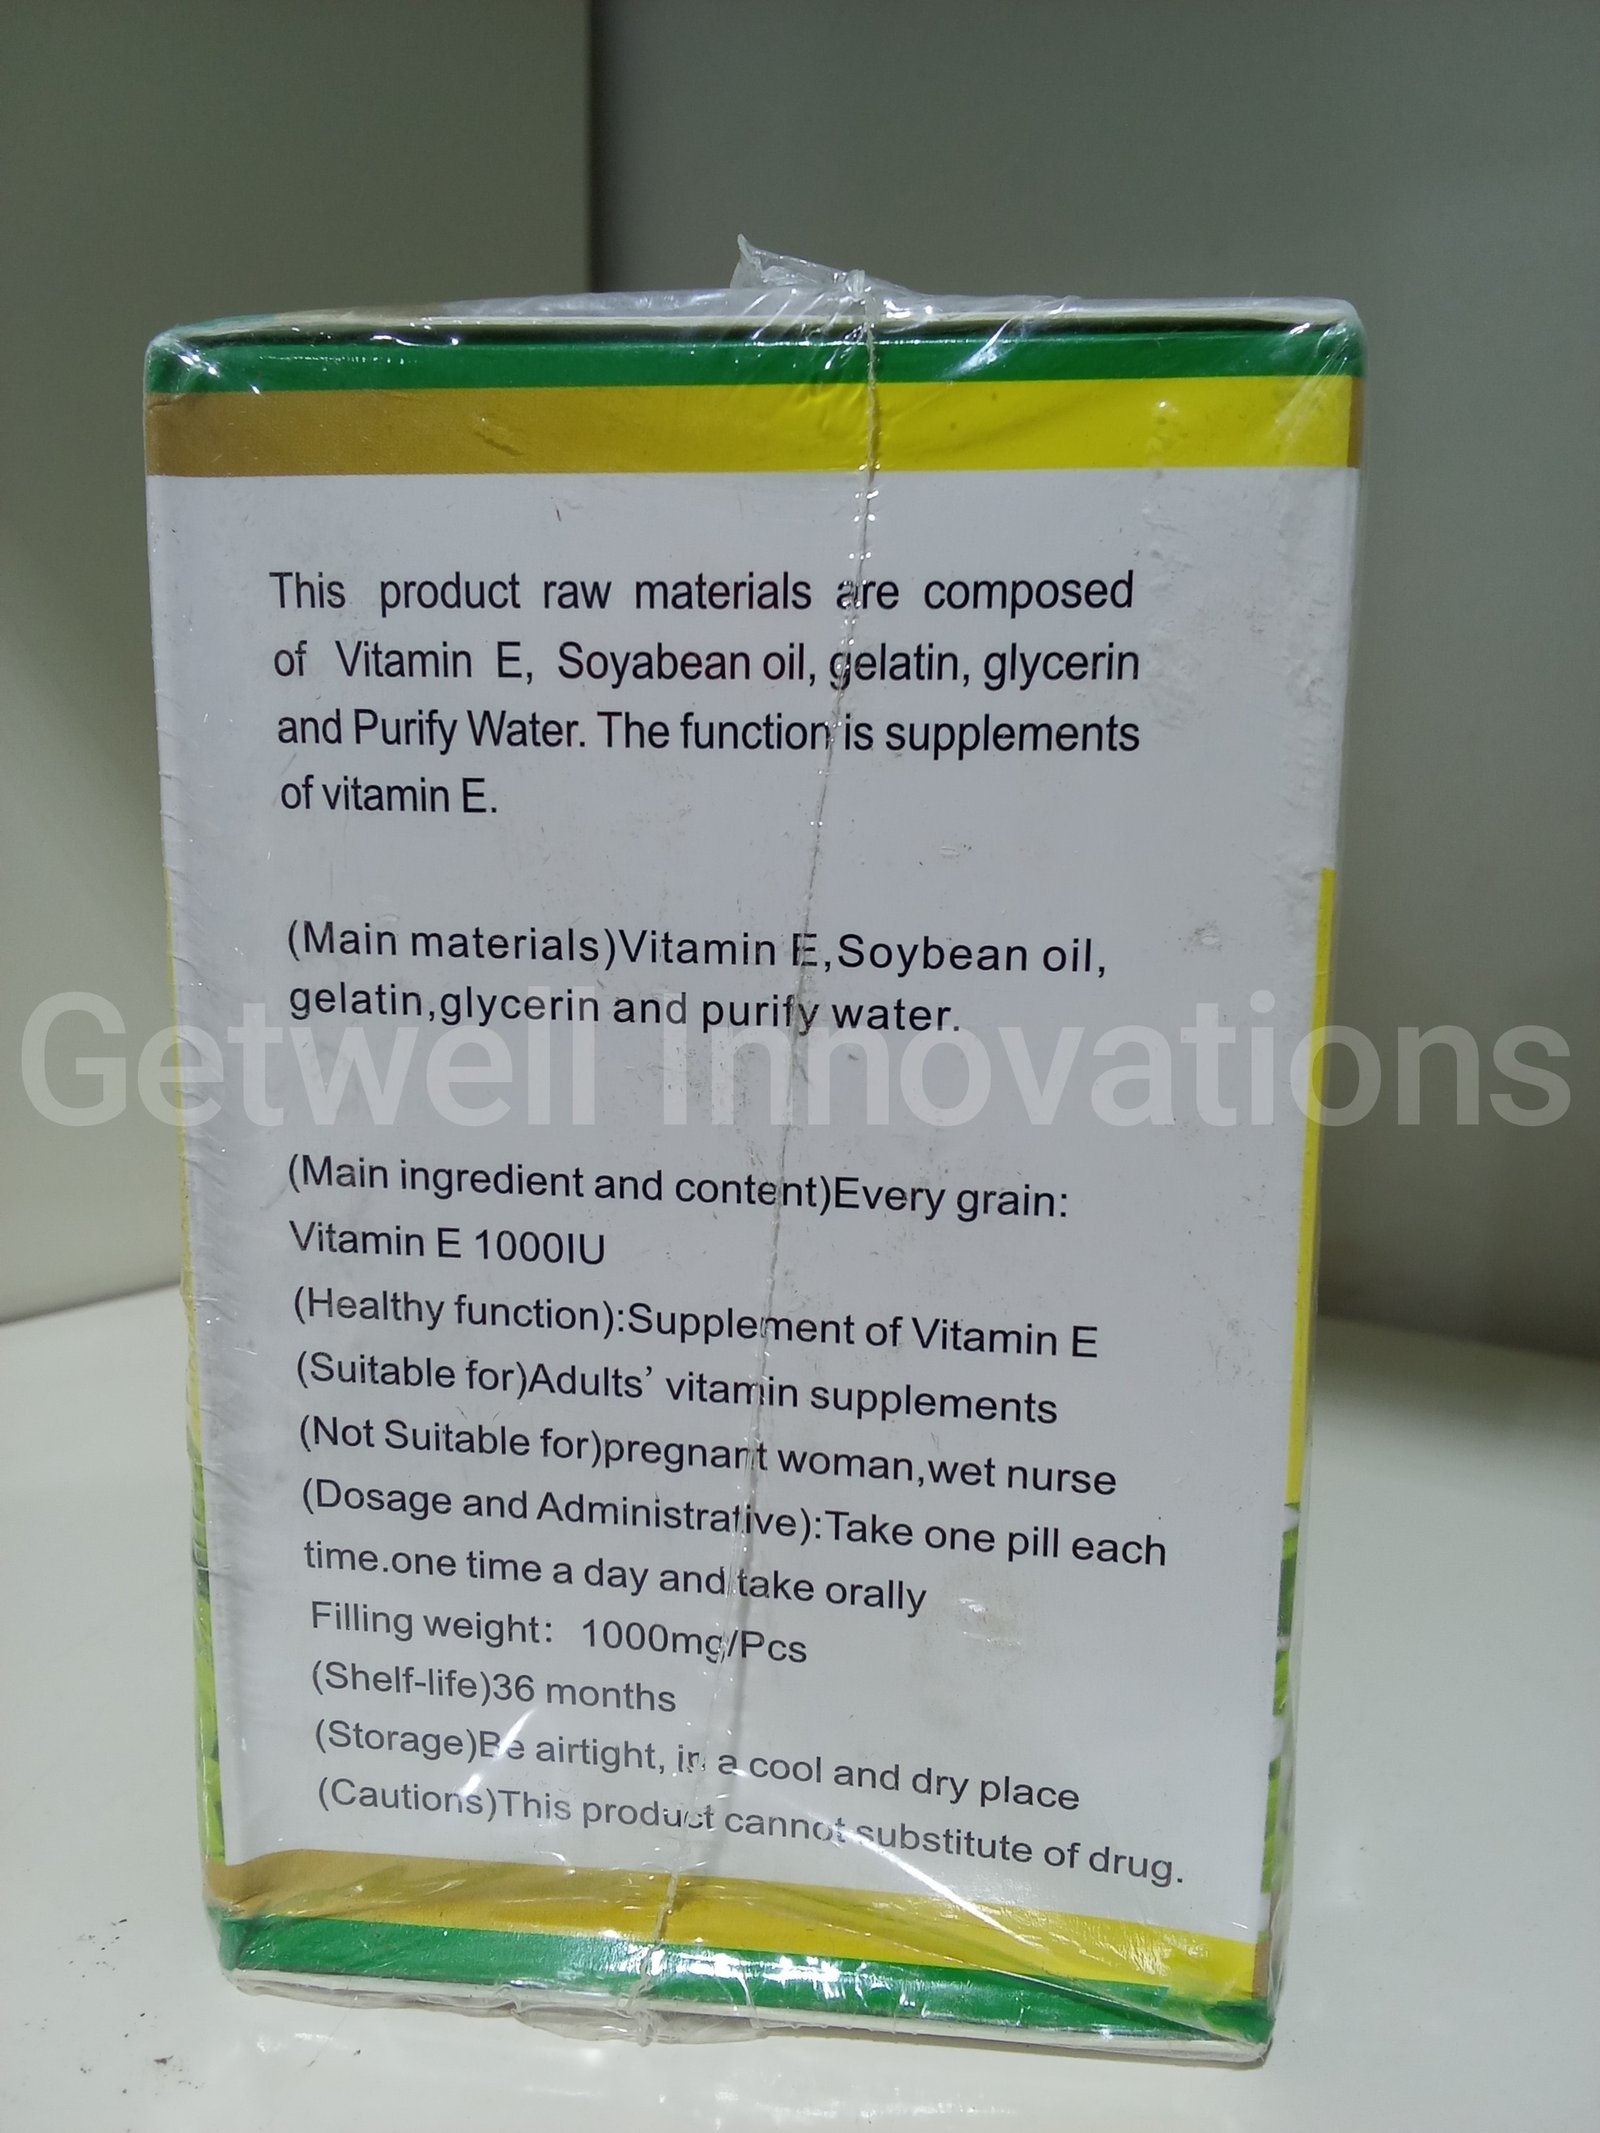 This product raw materials are composed
of Vitamin E, Soyabean oil, gelatin, glycerin
and Purify Water. The function is supplements
of vitamin E.
(Main materials)Vitamin E,Soybean oil,
gelatin,glycerin and purify water.
Getwell Innovations
(Main ingredient and content)Every grain:
Vitamin E 1000IU
(Healthy function):Supplement of Vitamin E
(Suitable for)Adults’ vitamin supplements
(Not Suitable for)pregnant woman,wet nurse
(Dosage and Administrative):Take one pill each
time.one time a day and take orally
Filling weight: 1000mg/Pcs
(Shelf-life)36 months
(Storage)Be airtight, in a cool and dry place
(Cautions)This product cannot substitute of drug.